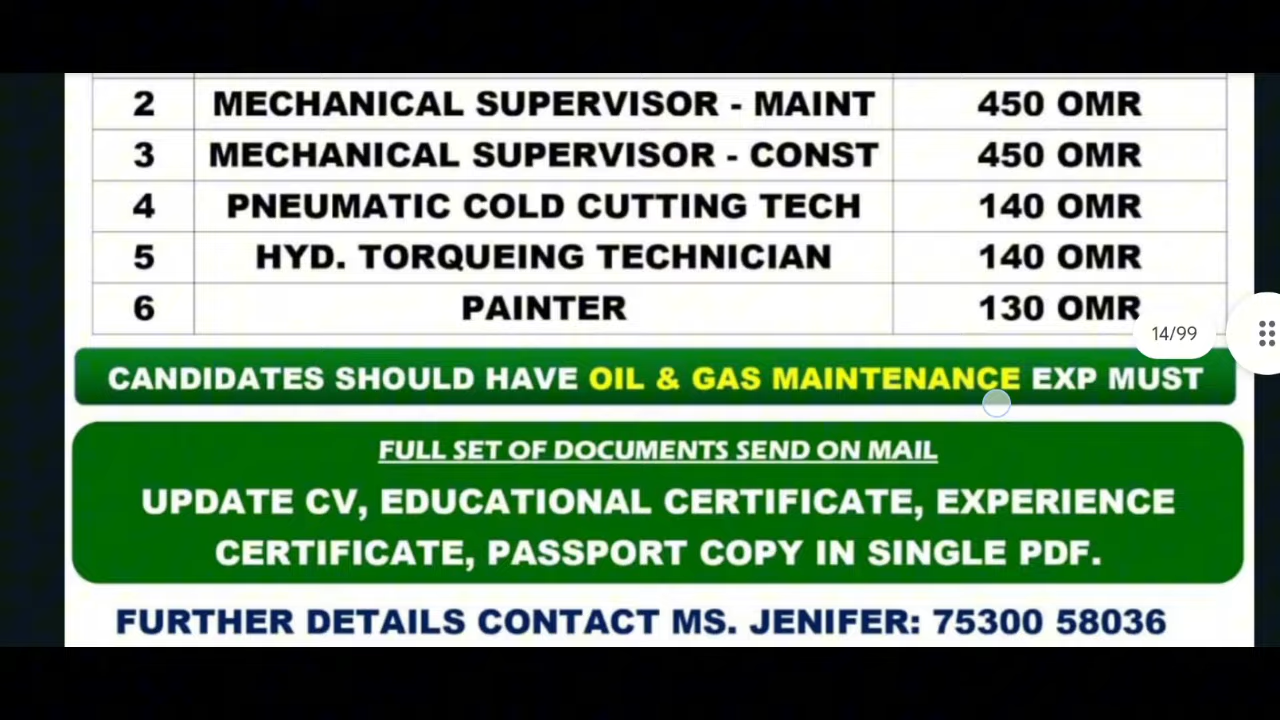 2 MECHANICAL SUPERVISOR - MAINT 450 OMR
3 MECHANICAL SUPERVISOR - CONST 450 OMR
4 PNEUMATIC COLD CUTTING TECH 140 OMR
5 HYD. TORQUEING TECHNICIAN 140 OMR
6 PAINTER 130 OMR
14/99
CANDIDATES SHOULD HAVE OIL & GAS MAINTENANCE EXP MUST
FULL SET OF DOCUMENTS SEND ON MAIL
UPDATE CV, EDUCATIONAL CERTIFICATE, EXPERIENCE
CERTIFICATE, PASSPORT COPY IN SINGLE PDF.
FURTHER DETAILS CONTACT MS. JENIFER: 75300 58036